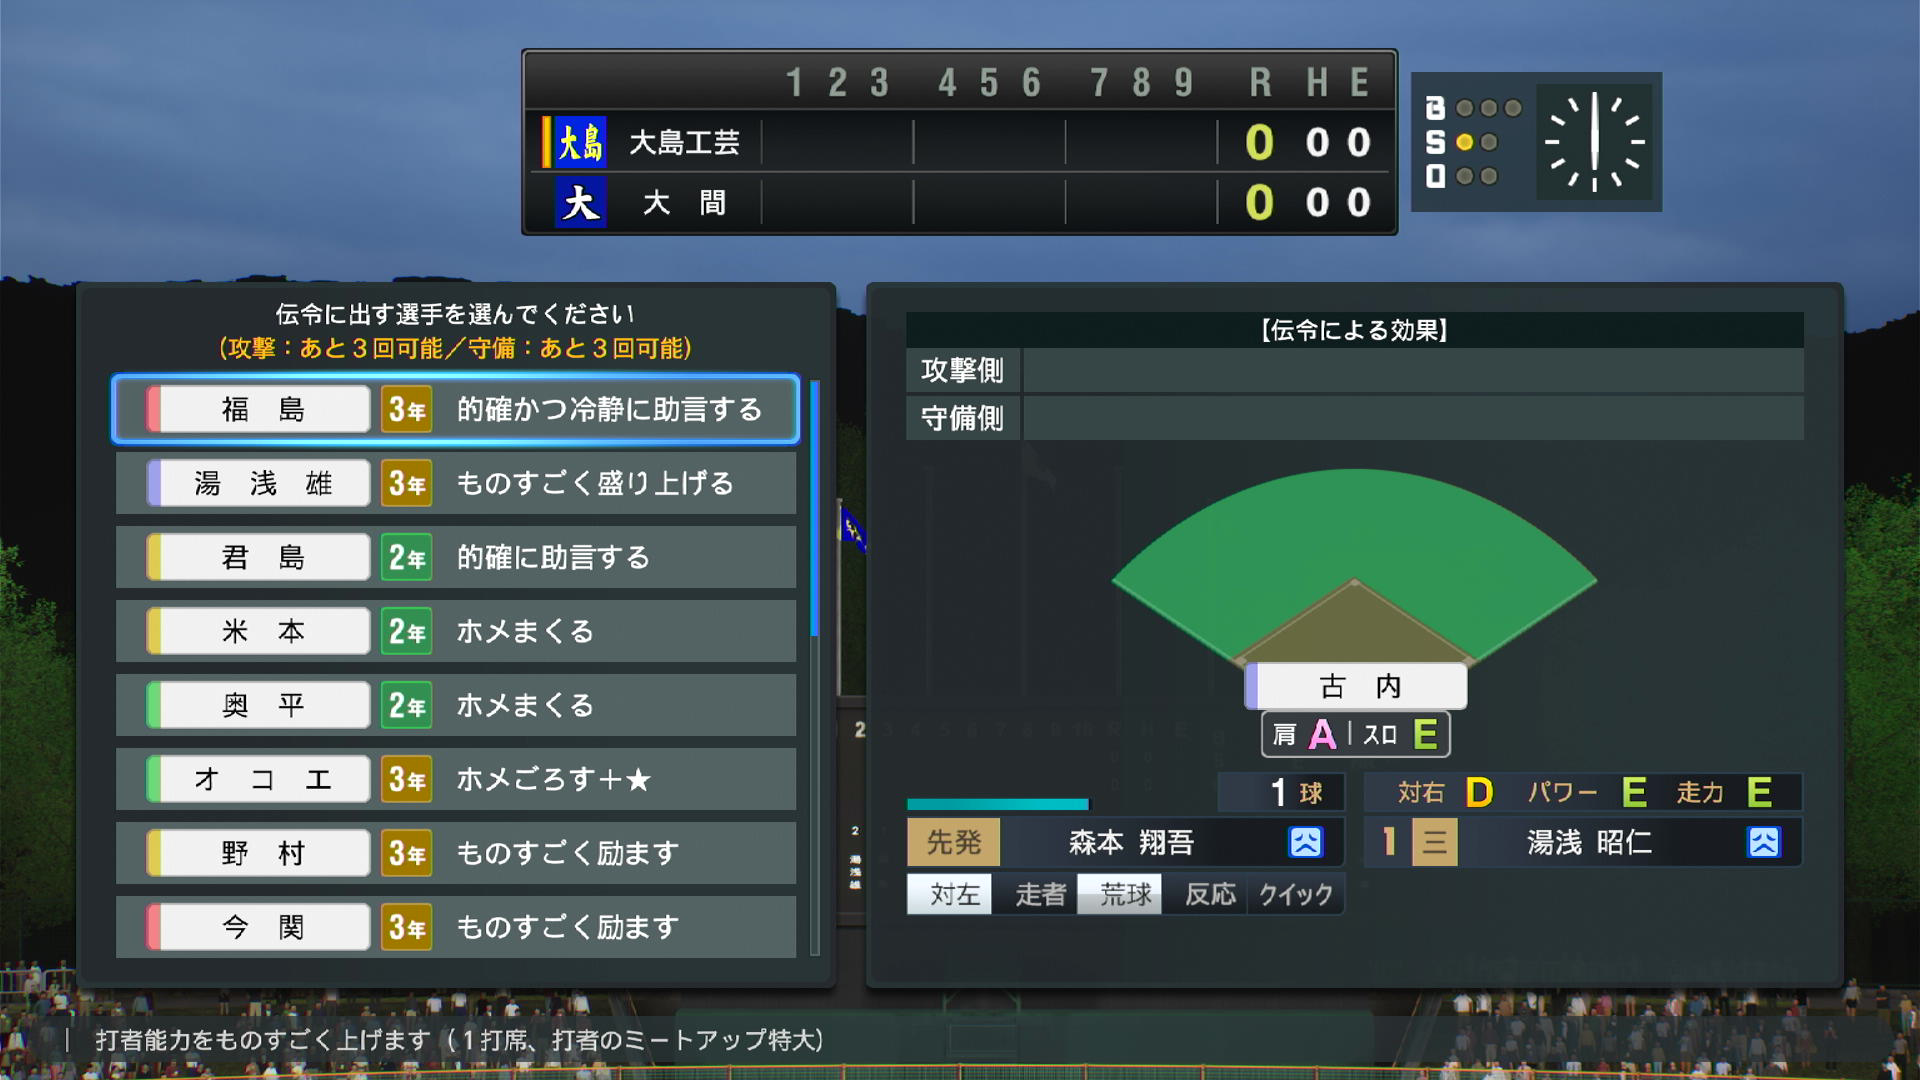 1 2 3 4 5 6 7 8 9 R H E
大島 大島工芸 0 0 0
大 大 間 0 0 0
B
S
O
伝令に出す選手を選んでください
(攻撃：あと3回可能／守備：あと3回可能)
福 島 3年 的確かつ冷静に助言する
湯 浅 雄 3年 ものすごく盛り上げる
君 島 2年 的確に助言する
米 本 2年 ホメまくる
奥 平 2年 ホメまくる
オ コ エ 3年 ホメごろす＋★
野 村 3年 ものすごく励ます
今 関 3年 ものすごく励ます
【伝令による効果】
攻撃側
守備側
古 内
肩 A | スロ E
1 球
対右 D パワー E 走力 E
先発 森本 翔吾
1 三 湯浅 昭仁
対左 走者 荒球 反応 クイック
打者能力をものすごく上げます（1打席、打者のミートアップ特大）